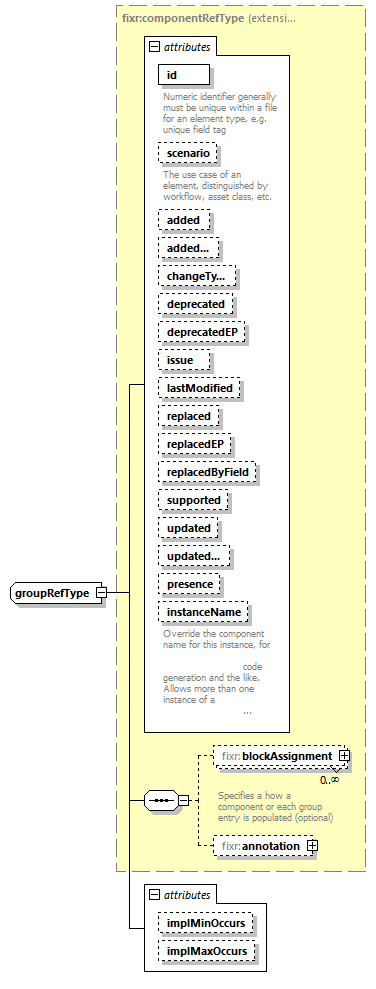 fixr:componentRefType (extensi...
attributes
id
Numeric identifier generally
must be unique within a file
for an element type, e.g.
unique field tag
scenario
The use case of an
element, distinguished by
workflow, asset class, etc.
added
added...
changeTy...
deprecated
deprecatedEP
issue
lastModified
replaced
replacedEP
replacedByField
supported
updated
updated...
presence
instanceName
Override the component
name for this instance, for
code
generation and the like.
Allows more than one
instance of a
...
groupRefType
fixr:blockAssignment
0..∞
Specifies a how a
component or each group
entry is populated (optional)
fixr:annotation
attributes
implMinOccurs
implMaxOccurs